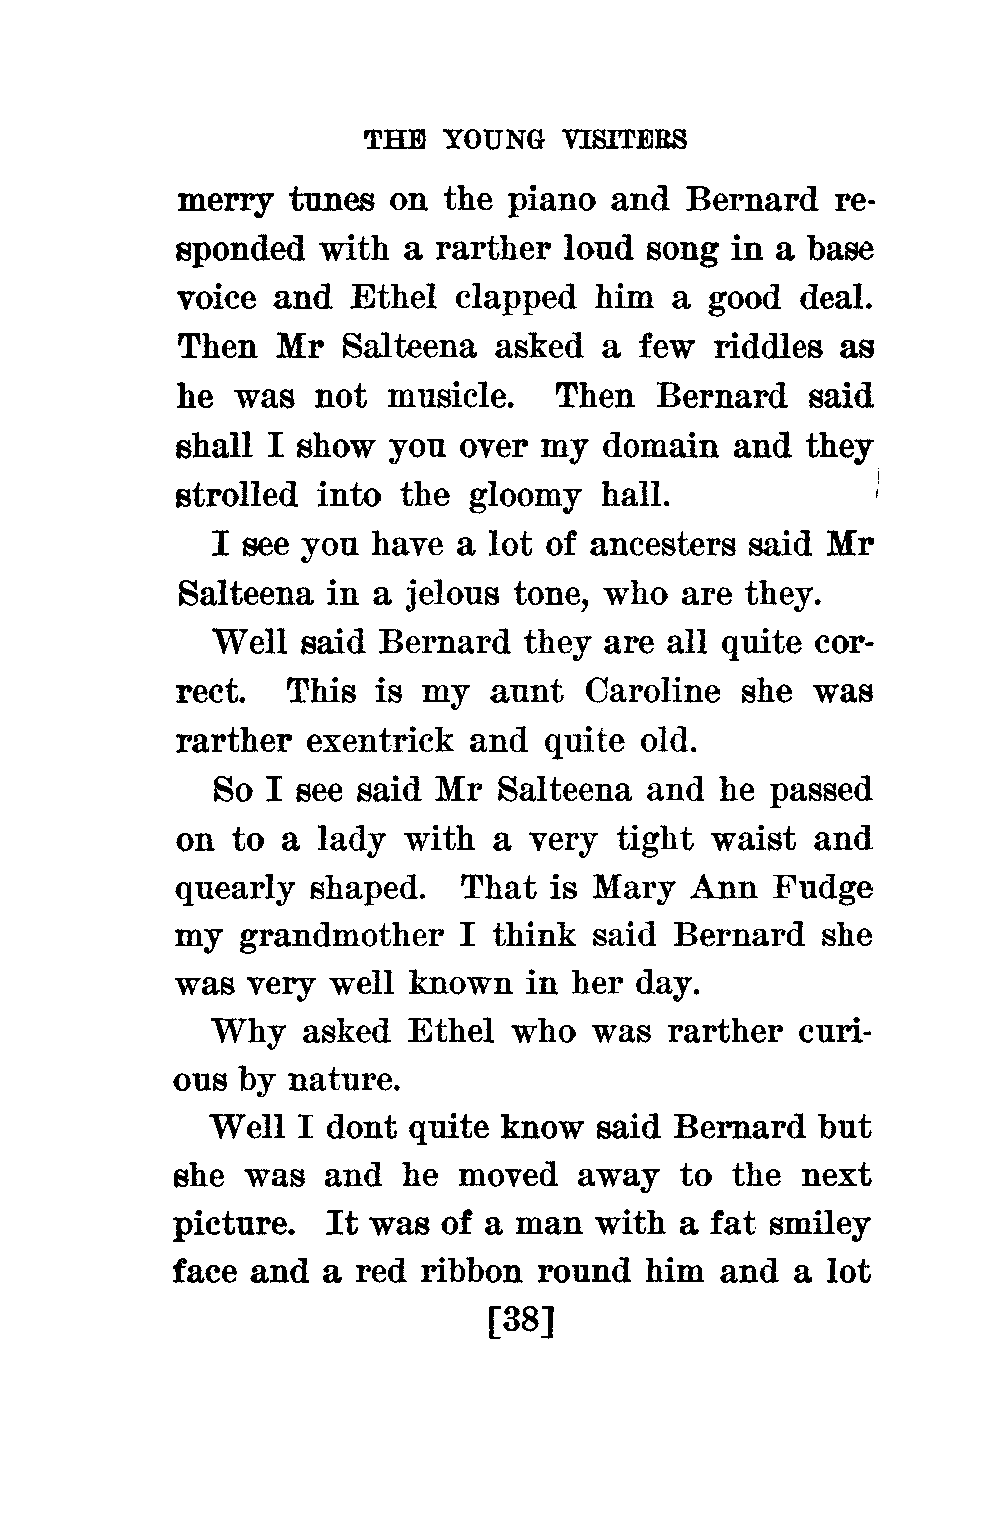 THE YOUNG VISITERS
merry tunes on the piano and Bernard re-
sponded with a rarther loud song in a base
voice and Ethel clapped him a good deal.
Then Mr Salteena asked a few riddles as
he was not musicle. Then Bernard said
shall I show you over my domain and they
strolled into the gloomy hall.
I see you have a lot of ancesters said Mr
Salteena in a jelous tone, who are they.
Well said Bernard they are all quite cor-
rect. This is my aunt Caroline she was
rarther exentrick and quite old.
So I see said Mr Salteena and he passed
on to a lady with a very tight waist and
quearly shaped. That is Mary Ann Fudge
my grandmother I think said Bernard she
was very well known in her day.
Why asked Ethel who was rarther curi-
ous by nature.
Well I dont quite know said Bernard but
she was and he moved away to the next
picture. It was of a man with a fat smiley
face and a red ribbon round him and a lot
[38]